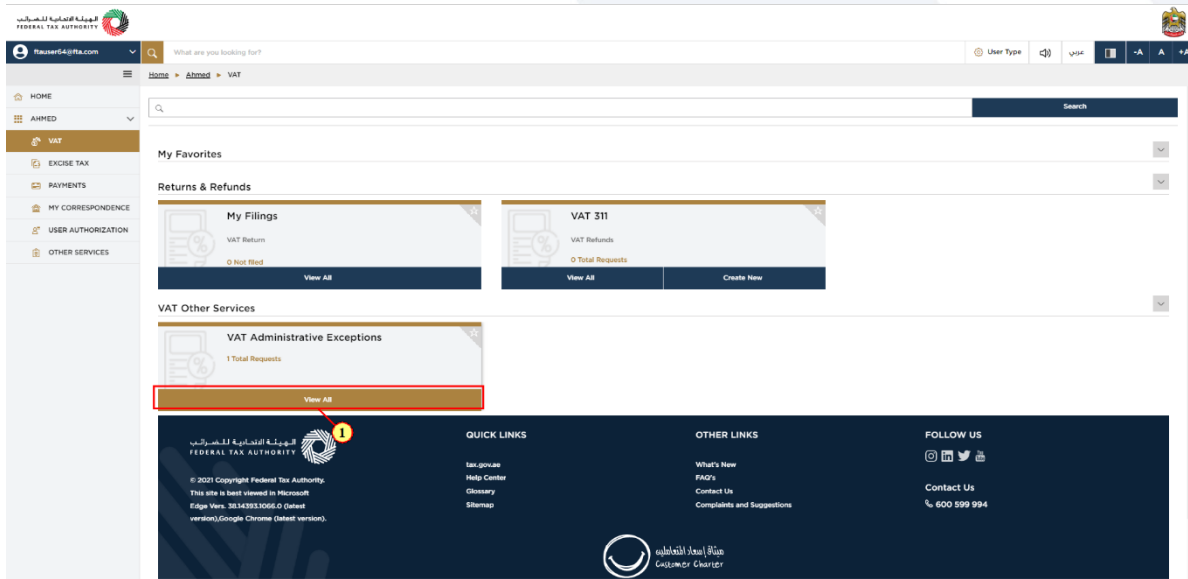 الهيئة الاتحادية للضرائب
FEDERAL TAX AUTHORITY
ftauser64@fta.com
What are you looking for?
User Type
عربي
-A
A
+A
Home ▸ Ahmed ▸ VAT
HOME
AHMED
VAT
EXCISE TAX
PAYMENTS
MY CORRESPONDENCE
USER AUTHORIZATION
OTHER SERVICES
Search
My Favorites
Returns & Refunds
My Filings
VAT Return
0 Not filed
View All
VAT 311
VAT Refunds
0 Total Requests
View All
Create New
VAT Other Services
VAT Administrative Exceptions
1 Total Requests
View All
1
الهيئة الاتحادية للضرائب
FEDERAL TAX AUTHORITY
© 2021 Copyright Federal Tax Authority.
This site is best viewed in Microsoft
Edge Vers. 38.14393.1066.0 (latest
version),Google Chrome (latest version).
QUICK LINKS
tax.gov.ae
Help Center
Glossary
Sitemap
OTHER LINKS
What's New
FAQ's
Contact Us
Complaints and Suggestions
FOLLOW US
Contact Us
600 599 994
ميثاق إسعاد المتعاملين
Customer Charter